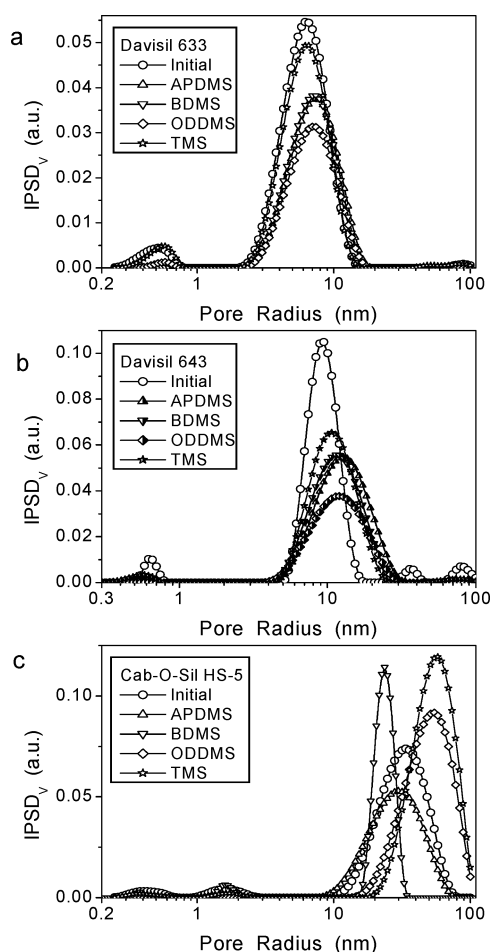 a
Davisil 633
Initial
APDMS
BDMS
ODDMS
TMS
IPSDV (a.u.)
0.05
0.04
0.03
0.02
0.01
0.00
0.2 1 10 100
Pore Radius (nm)
b
Davisil 643
Initial
APDMS
BDMS
ODDMS
TMS
IPSDV (a.u.)
0.10
0.08
0.06
0.04
0.02
0.00
0.3 1 10 100
Pore Radius (nm)
c
Cab-O-Sil HS-5
Initial
APDMS
BDMS
ODDMS
TMS
IPSDV (a.u.)
0.10
0.05
0.00
0.2 1 10 100
Pore Radius (nm)